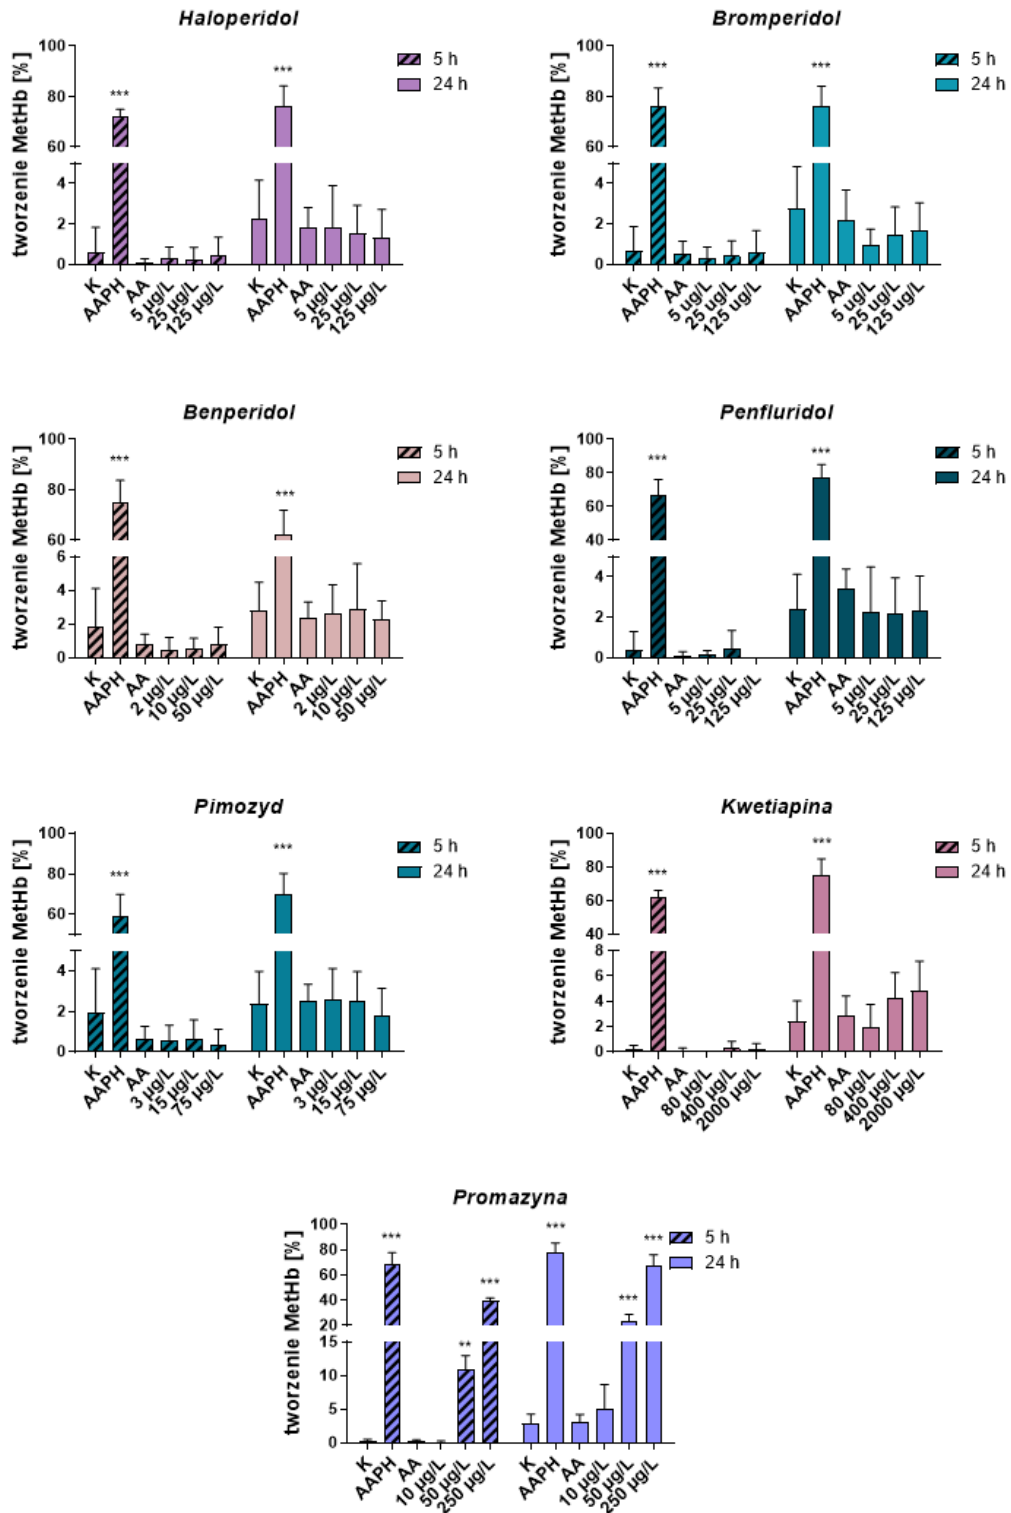 Haloperidol
tworzenie MetHb [%]
100
80
60
4
2
0
***
***
5 h
24 h
K
AAPH
AA
5 µg/L
25 µg/L
125 µg/L
K
AAPH
AA
5 µg/L
25 µg/L
125 µg/L
Bromperidol
tworzenie MetHb [%]
100
80
60
4
2
0
***
***
5 h
24 h
K
AAPH
AA
5 ug/L
25 ug/L
125 ug/L
K
AAPH
AA
5 ug/L
25 ug/L
125 ug/L
Benperidol
tworzenie MetHb [%]
100
80
60
6
4
2
0
***
***
5 h
24 h
K
AAPH
AA
2 µg/L
10 µg/L
50 µg/L
K
AAPH
AA
2 µg/L
10 µg/L
50 µg/L
Penfluridol
tworzenie MetHb [%]
100
80
60
40
4
2
0
***
***
5 h
24 h
K
AAPH
AA
5 µg/L
25 µg/L
125 µg/L
K
AAPH
AA
5 µg/L
25 µg/L
125 µg/L
Pimozyd
tworzenie MetHb [%]
100
80
60
4
2
0
***
***
5 h
24 h
K
AAPH
AA
3 µg/L
15 µg/L
75 µg/L
K
AAPH
AA
3 µg/L
15 µg/L
75 µg/L
Kwetiapina
tworzenie MetHb [%]
100
80
60
40
8
6
4
2
0
***
***
5 h
24 h
K
AAPH
AA
80 µg/L
400 µg/L
2000 µg/L
K
AAPH
AA
80 µg/L
400 µg/L
2000 µg/L
Promazyna
tworzenie MetHb [%]
100
80
60
40
20
15
10
5
0
***
**
***
***
***
***
5 h
24 h
K
AAPH
AA
10 µg/L
50 µg/L
250 µg/L
K
AAPH
AA
10 µg/L
50 µg/L
250 µg/L